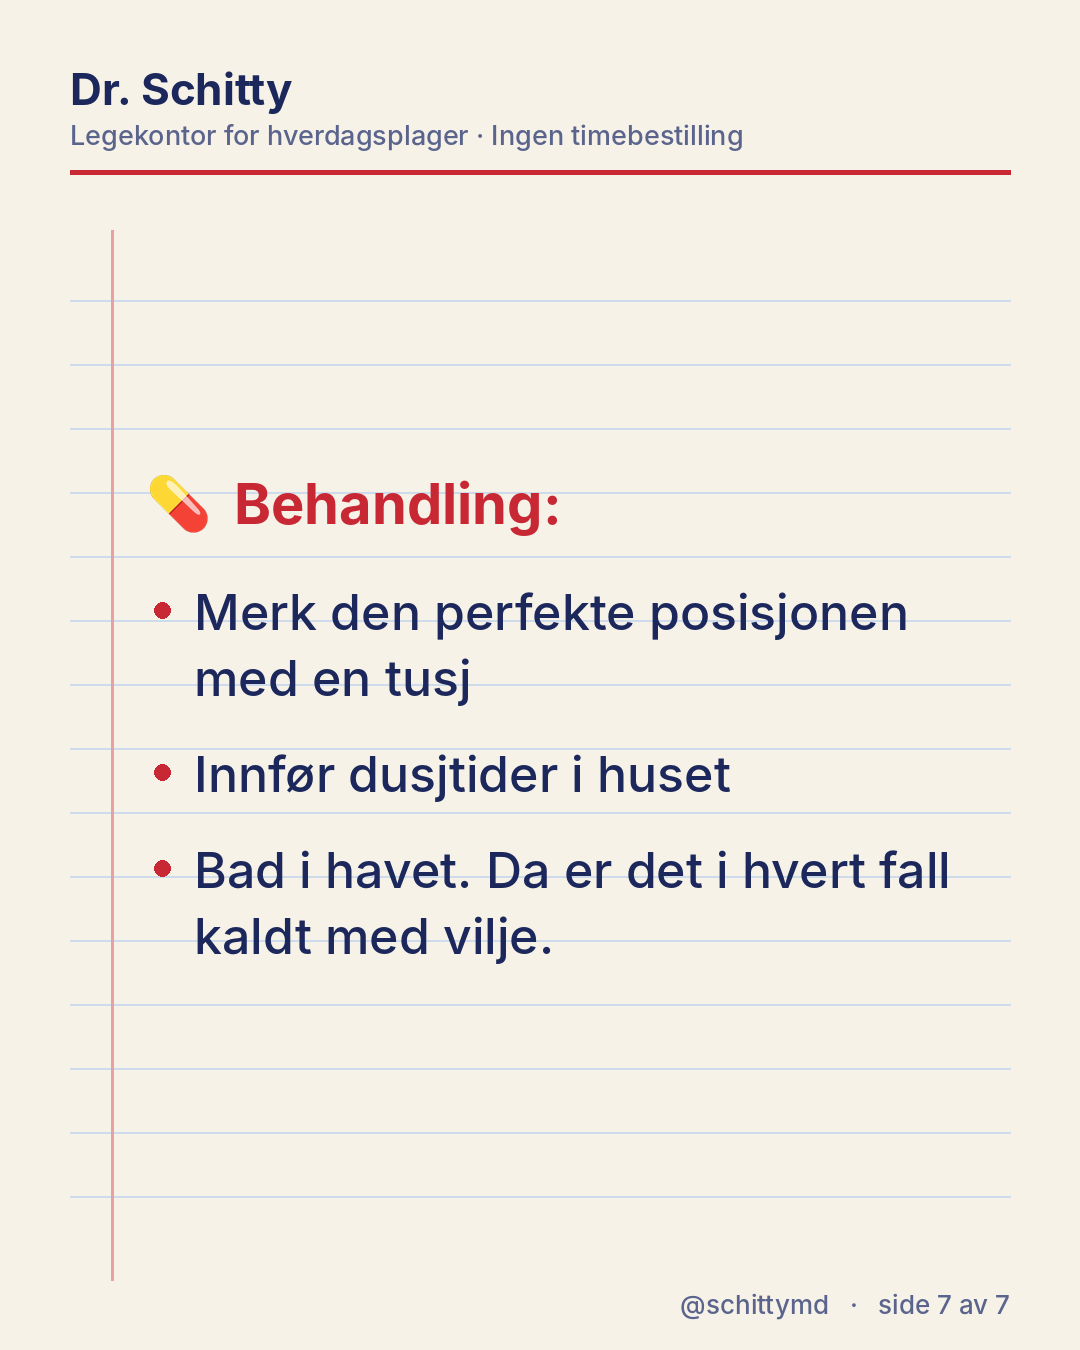 Dr. Schitty
Legekontor for hverdagsplager · Ingen timebestilling
💊 Behandling:
• Merk den perfekte posisjonen
med en tusj
• Innfør dusjtider i huset
• Bad i havet. Da er det i hvert fall
kaldt med vilje.
@schittymd · side 7 av 7